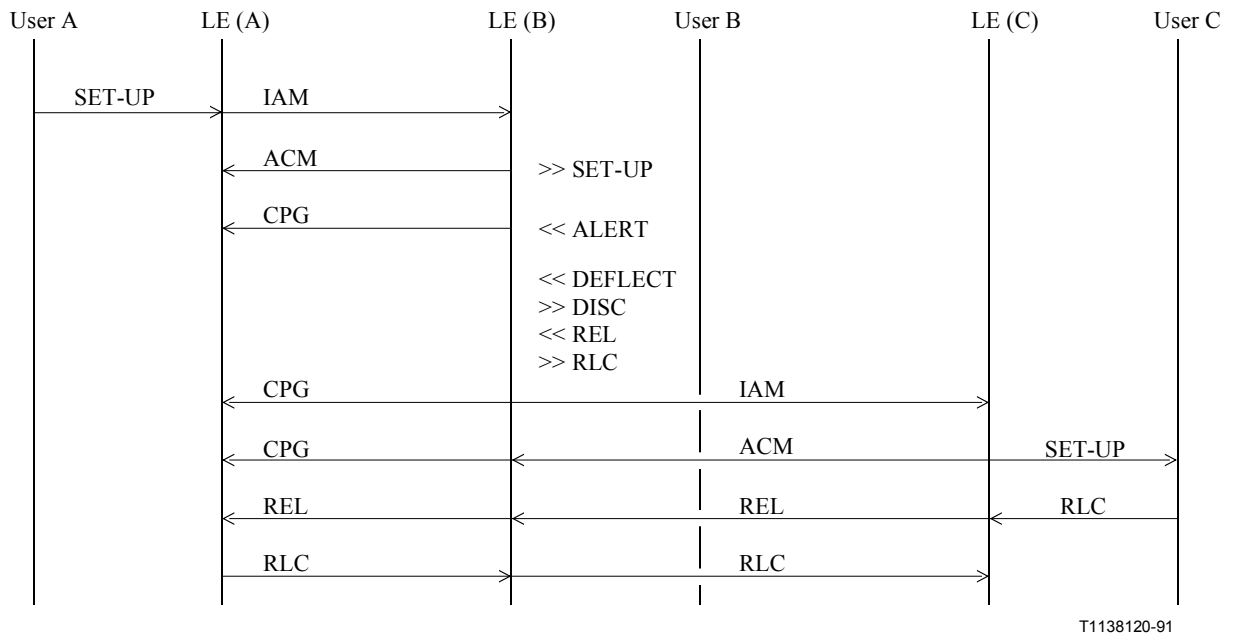 User A LE (A) LE (B) User B LE (C) User C
SET-UP IAM
ACM >> SET-UP
CPG << ALERT
<< DEFLECT
>> DISC
<< REL
>> RLC
CPG IAM
CPG ACM SET-UP
REL REL RLC
RLC RLC
T1138120-91